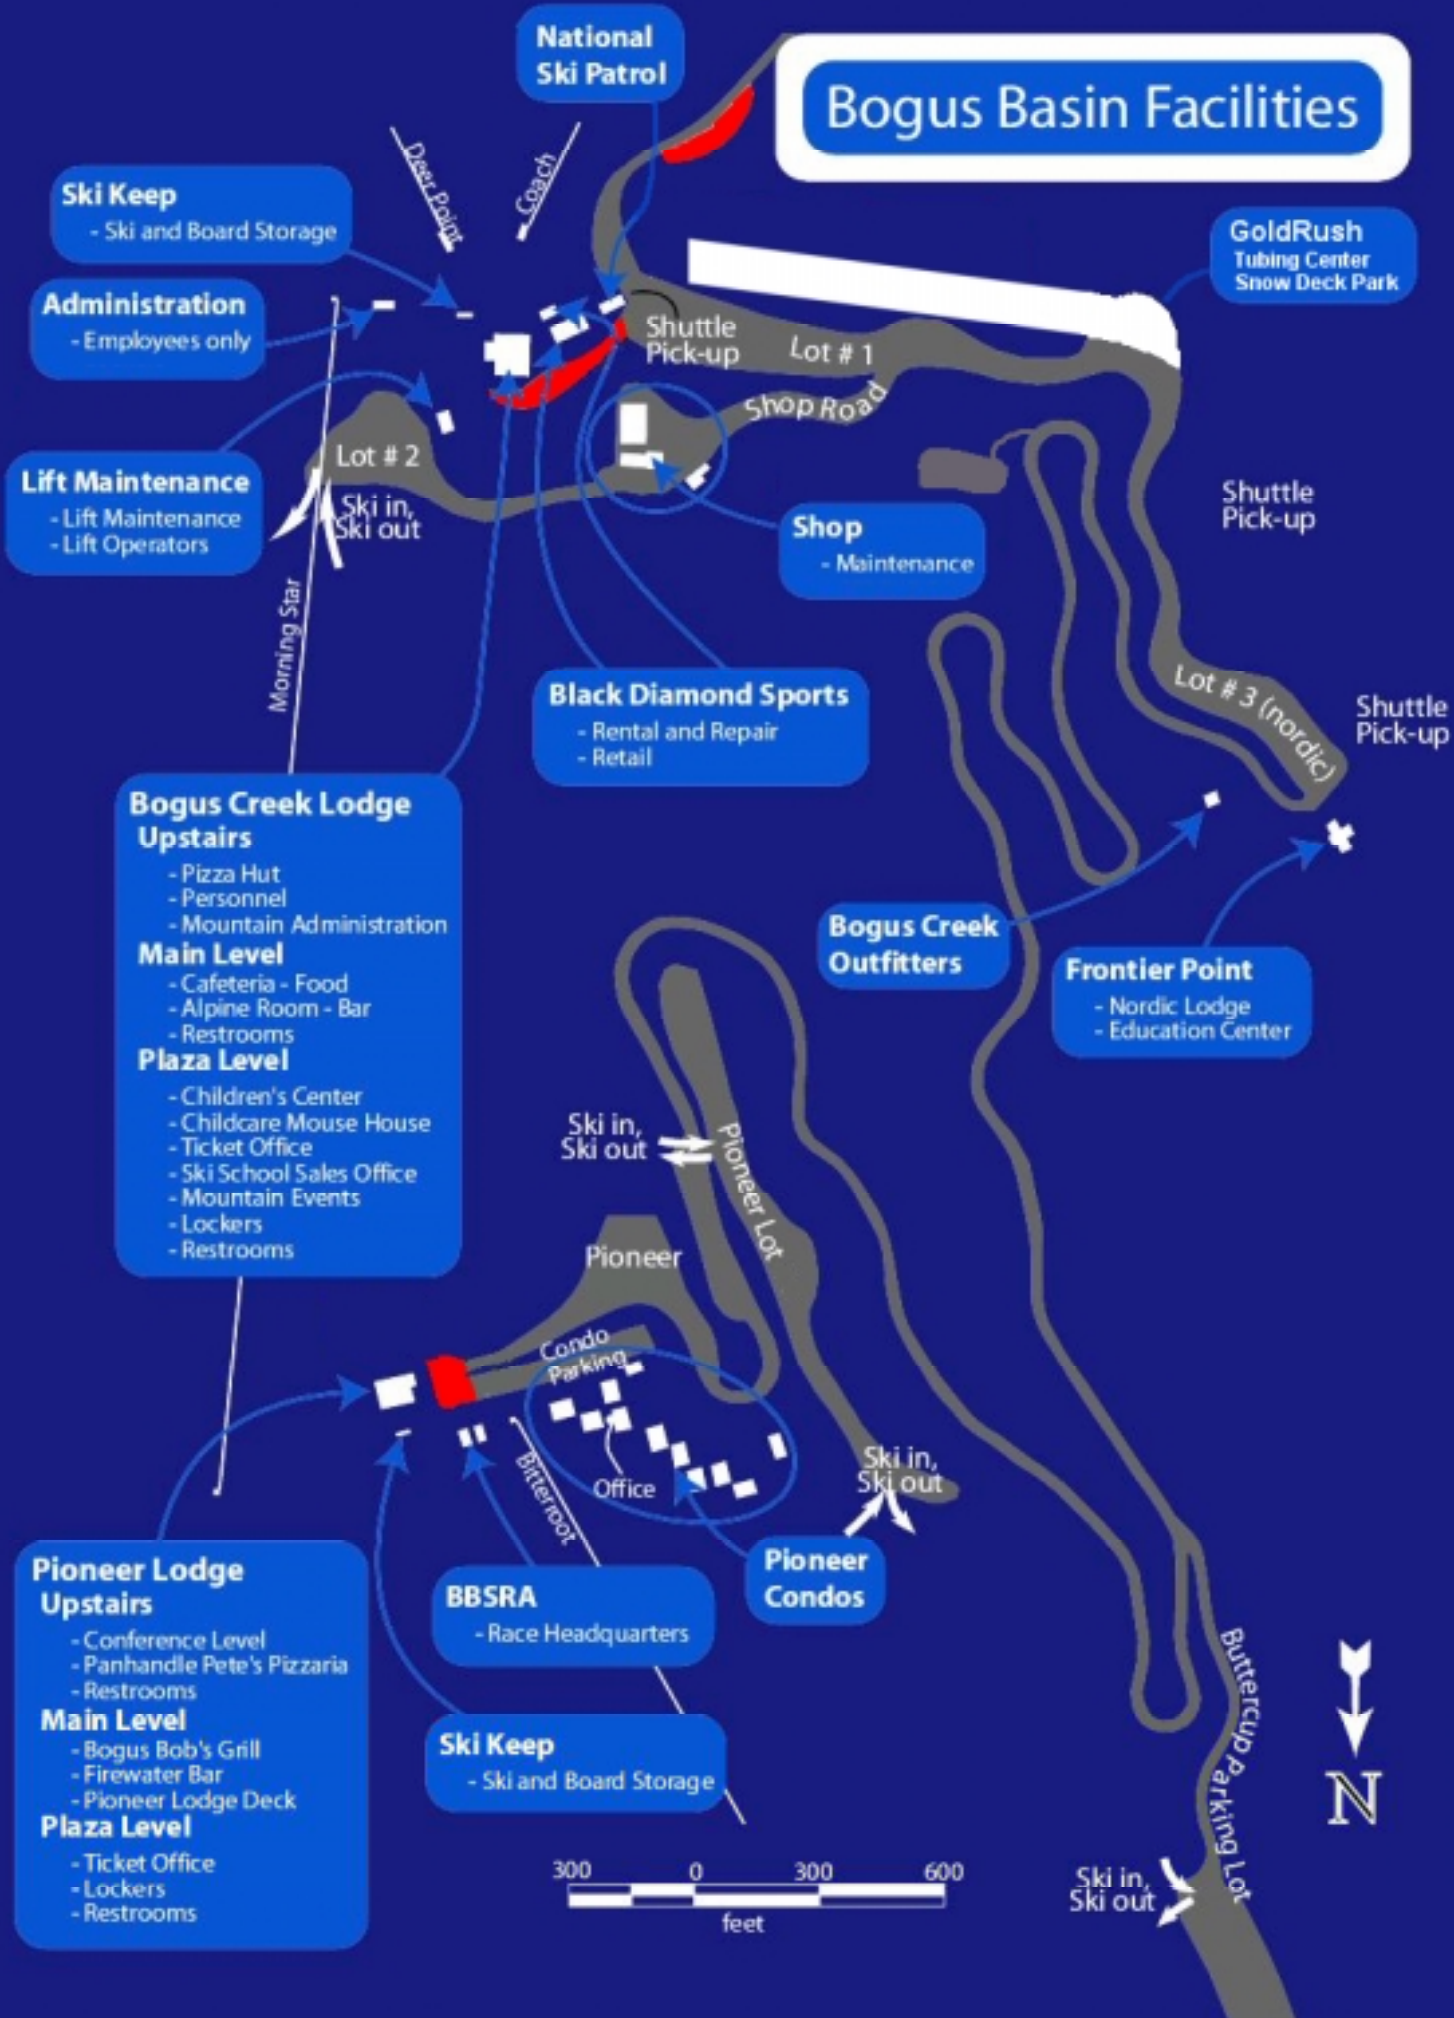 National
Ski Patrol
Bogus Basin Facilities
Deer Point
Coach
Ski Keep
- Ski and Board Storage
GoldRush
Tubing Center
Snow Deck Park
Administration
- Employees only
Shuttle
Pick-up
Lot # 1
Shop Road
Lot # 2
Lift Maintenance
- Lift Maintenance
- Lift Operators
Ski in,
Ski out
Shuttle
Pick-up
Shop
- Maintenance
Morning Star
Black Diamond Sports
- Rental and Repair
- Retail
Lot # 3 (nordic)
Shuttle
Pick-up
Bogus Creek Lodge
Upstairs
- Pizza Hut
- Personnel
- Mountain Administration
Main Level
- Cafeteria - Food
- Alpine Room - Bar
- Restrooms
Plaza Level
- Children's Center
- Childcare Mouse House
- Ticket Office
- Ski School Sales Office
- Mountain Events
- Lockers
- Restrooms
Bogus Creek
Outfitters
Frontier Point
- Nordic Lodge
- Education Center
Ski in,
Ski out
Pioneer Lot
Pioneer
Condo
Parking
Office
Bitterroot
Ski in,
Ski out
Pioneer
Condos
Pioneer Lodge
Upstairs
- Conference Level
- Panhandle Pete's Pizzaria
- Restrooms
Main Level
- Bogus Bob's Grill
- Firewater Bar
- Pioneer Lodge Deck
Plaza Level
- Ticket Office
- Lockers
- Restrooms
BBSRA
- Race Headquarters
Ski Keep
- Ski and Board Storage
Buttercup Parking Lot
N
300 0 300 600
feet
Ski in,
Ski out